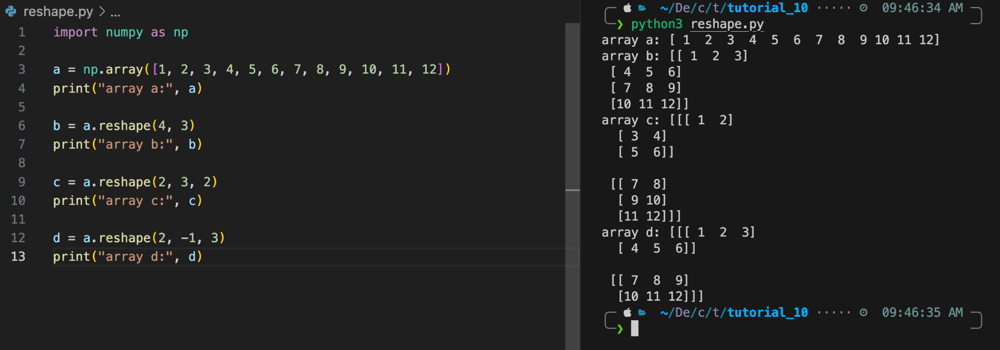 reshape.py > ...
1 import numpy as np
2
3 a = np.array([1, 2, 3, 4, 5, 6, 7, 8, 9, 10, 11, 12])
4 print("array a:", a)
5
6 b = a.reshape(4, 3)
7 print("array b:", b)
8
9 c = a.reshape(2, 3, 2)
10 print("array c:", c)
11
12 d = a.reshape(2, -1, 3)
13 print("array d:", d)
~/De/c/t/tutorial_10 ····· 09:46:34 AM
❯ python3 reshape.py
array a: [ 1  2  3  4  5  6  7  8  9 10 11 12]
array b: [[ 1  2  3]
 [ 4  5  6]
 [ 7  8  9]
 [10 11 12]]
array c: [[[ 1  2]
  [ 3  4]
  [ 5  6]]

 [[ 7  8]
  [ 9 10]
  [11 12]]]
array d: [[[ 1  2  3]
  [ 4  5  6]]

 [[ 7  8  9]
  [10 11 12]]]
~/De/c/t/tutorial_10 ····· 09:46:35 AM
❯